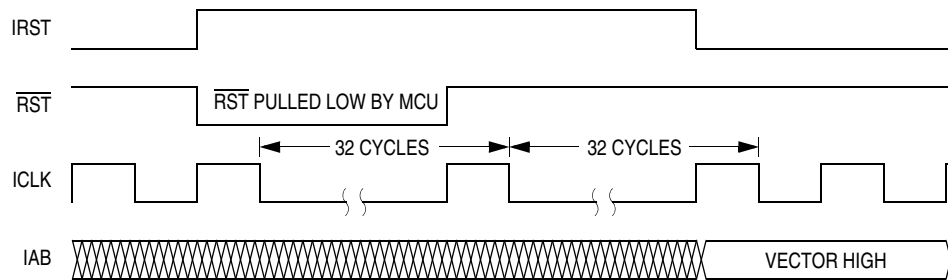 IRST
RST
RST PULLED LOW BY MCU
32 CYCLES
32 CYCLES
ICLK
IAB
VECTOR HIGH